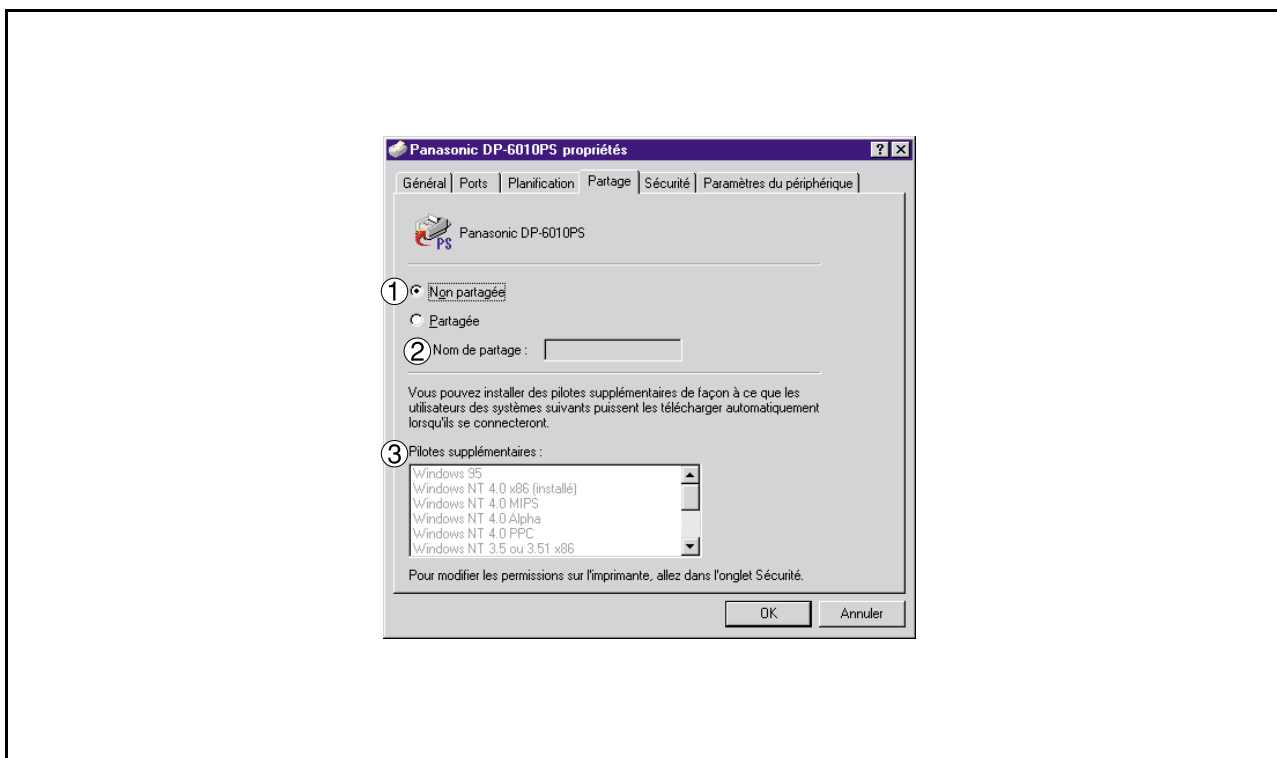 Panasonic DP-6010PS propriétés
Général Ports Planification Partage Sécurité Paramètres du périphérique
PS Panasonic DP-6010PS
① Non partagée
Partagée
② Nom de partage :
Vous pouvez installer des pilotes supplémentaires de façon à ce que les
utilisateurs des systèmes suivants puissent les télécharger automatiquement
lorsqu'ils se connecteront.
③ Pilotes supplémentaires :
Windows 95
Windows NT 4.0 x86 (installé)
Windows NT 4.0 MIPS
Windows NT 4.0 Alpha
Windows NT 4.0 PPC
Windows NT 3.5 ou 3.51 x86
Pour modifier les permissions sur l'imprimante, allez dans l'onglet Sécurité.
OK Annuler